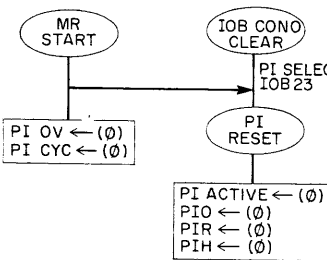 MR
START
IOB CONO
CLEAR
PI SELEC
IOB 23
PI OV ← (Ø)
PI CYC ← (Ø)
PI
RESET
PI ACTIVE ← (Ø)
PIO ← (Ø)
PIR ← (Ø)
PIH ← (Ø)